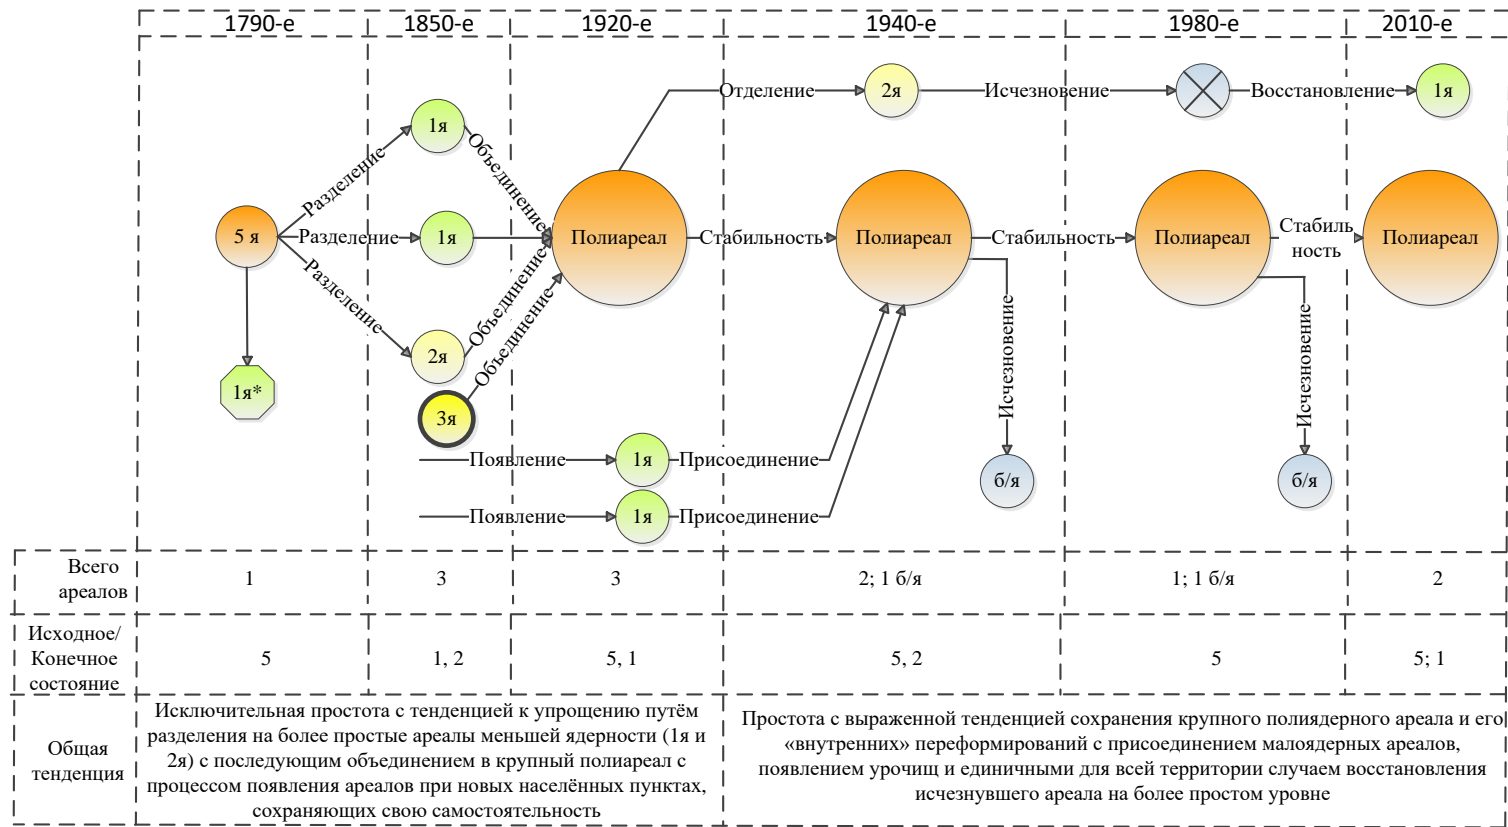 1790-е
1850-е
1920-е
1940-е
1980-е
2010-е
Отделение
2я
Исчезновение
Восстановление
1я
1я
Разделение
Объединение
5 я
Разделение
1я
Полиареал
Стабильность
Полиареал
Стабильность
Полиареал
Стабиль
ность
Полиареал
Разделение
2я
Объединение
1я*
3я
Объединение
Исчезновение
Исчезновение
Появление
1я
Присоединение
б/я
б/я
Появление
1я
Присоединение
Всего
ареалов
1
3
3
2; 1 б/я
1; 1 б/я
2
Исходное/
Конечное
состояние
5
1, 2
5, 1
5, 2
5
5; 1
Общая
тенденция
Исключительная простота с тенденцией к упрощению путём
разделения на более простые ареалы меньшей ядерности (1я и
2я) с последующим объединением в крупный полиареал с
процессом появления ареалов при новых населённых пунктах,
сохраняющих свою самостоятельность
Простота с выраженной тенденцией сохранения крупного полиядерного ареала и его
«внутренних» переформирований с присоединением малоядерных ареалов,
появлением урочищ и единичными для всей территории случаем восстановления
исчезнувшего ареала на более простом уровне